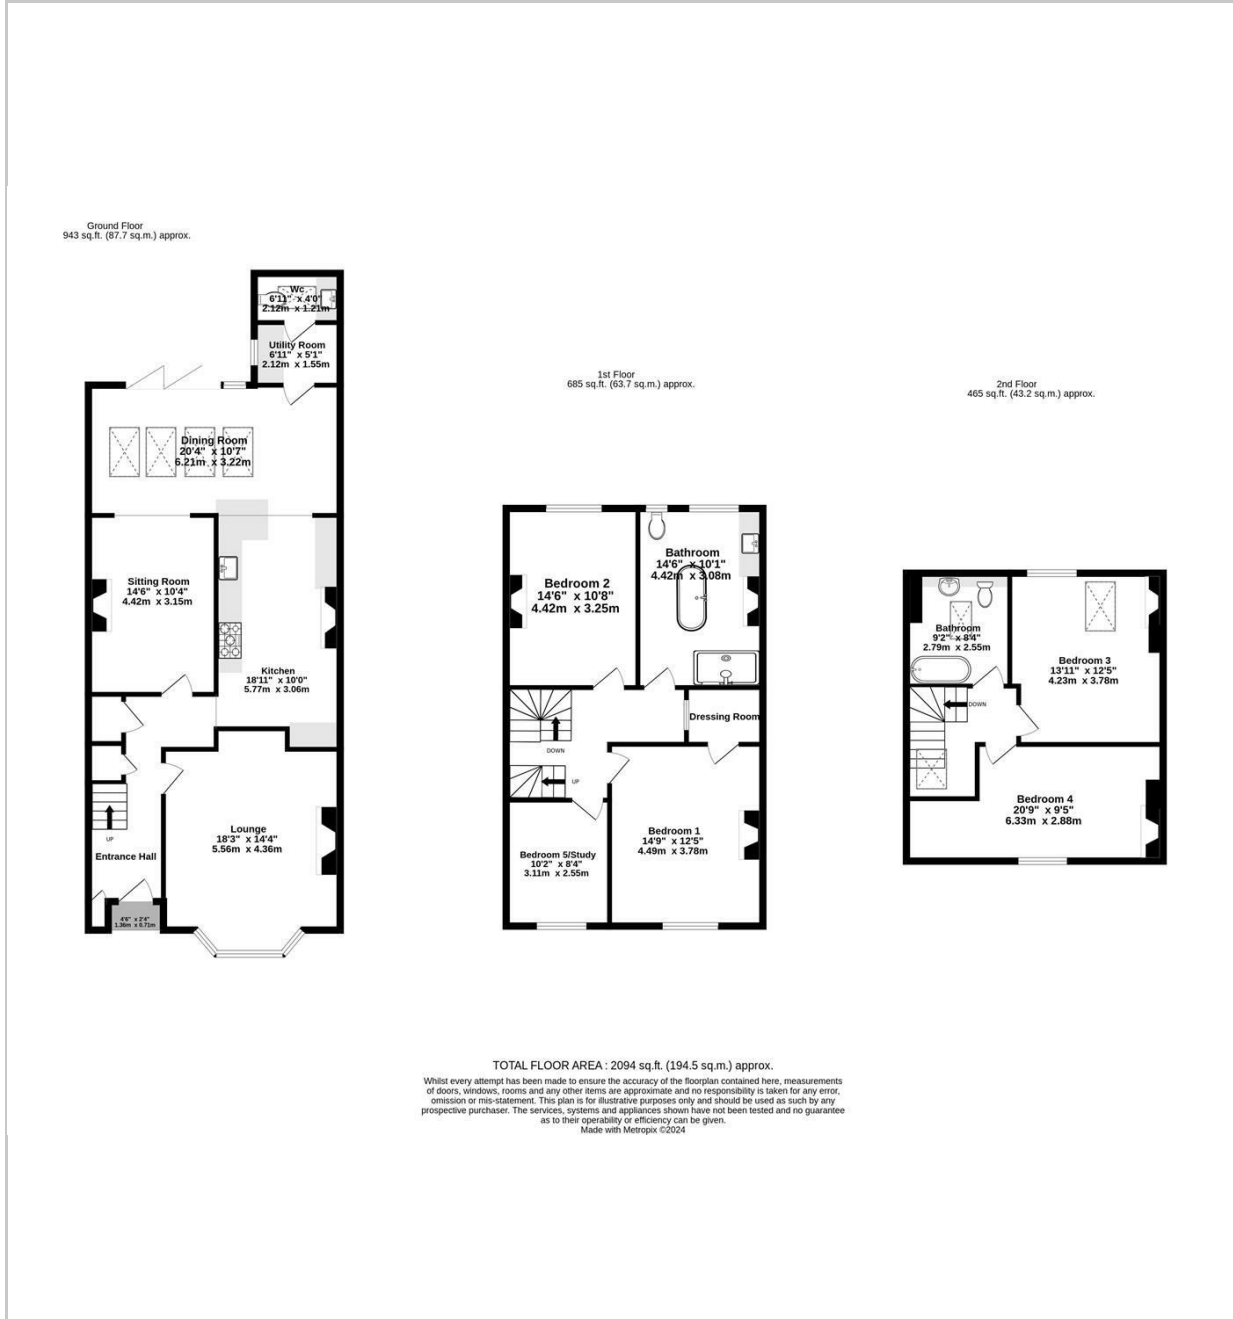 Ground Floor
943 sq.ft. (87.7 sq.m.) approx.
Wc
6'11" x 4'0"
2.12m x 1.21m
Utility Room
6'11" x 5'1"
2.12m x 1.55m
Dining Room
20'4" x 10'7"
6.21m x 3.22m
Sitting Room
14'6" x 10'4"
4.42m x 3.15m
Kitchen
18'11" x 10'0"
5.77m x 3.06m
Lounge
18'3" x 14'4"
5.56m x 4.36m
UP
Entrance Hall
4'6" x 2'4"
1.36m x 0.71m
1st Floor
685 sq.ft. (63.7 sq.m.) approx.
Bedroom 2
14'6" x 10'8"
4.42m x 3.25m
Bathroom
14'6" x 10'1"
4.42m x 3.08m
Dressing Room
DOWN
UP
Bedroom 1
14'9" x 12'5"
4.49m x 3.78m
Bedroom 5/Study
10'2" x 8'4"
3.11m x 2.55m
2nd Floor
465 sq.ft. (43.2 sq.m.) approx.
Bathroom
9'2" x 8'4"
2.79m x 2.55m
Bedroom 3
13'11" x 12'5"
4.23m x 3.78m
DOWN
Bedroom 4
20'9" x 9'5"
6.33m x 2.88m
TOTAL FLOOR AREA : 2094 sq.ft. (194.5 sq.m.) approx.
Whilst every attempt has been made to ensure the accuracy of the floorplan contained here, measurements
of doors, windows, rooms and any other items are approximate and no responsibility is taken for any error,
omission or mis-statement. This plan is for illustrative purposes only and should be used as such by any
prospective purchaser. The services, systems and appliances shown have not been tested and no guarantee
as to their operability or efficiency can be given.
Made with Metropix ©2024